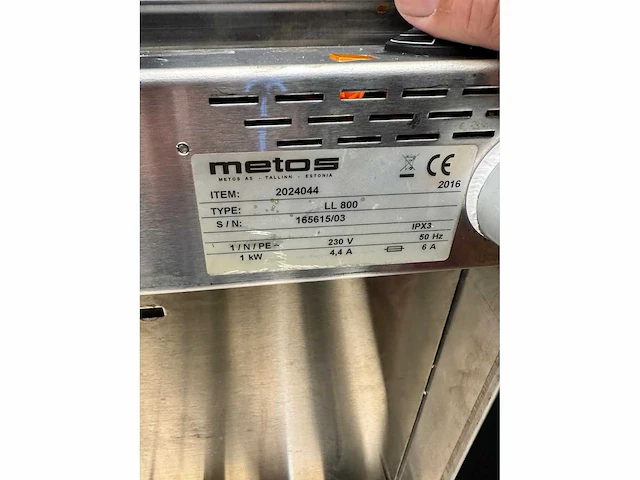 metos
METOS AS - TALLINN - ESTONIA
CE
2016
ITEM: 2024044
TYPE: LL 800
S / N: 165615/03
IPX3
1 / N / PE ~ 230 V 50 Hz
1 kW 4,4 A 6 A